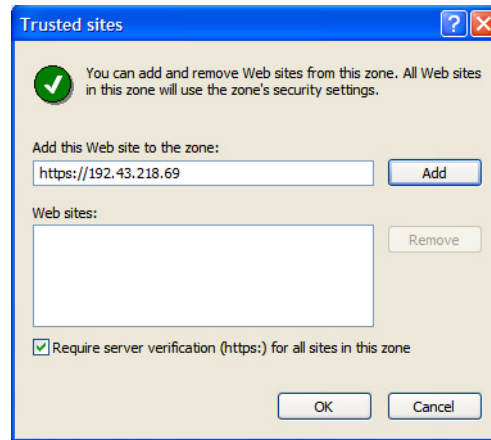 Trusted sites
You can add and remove Web sites from this zone. All Web sites
in this zone will use the zone's security settings.
Add this Web site to the zone:
https://192.43.218.69
Add
Web sites:
Remove
Require server verification (https:) for all sites in this zone
OK
Cancel